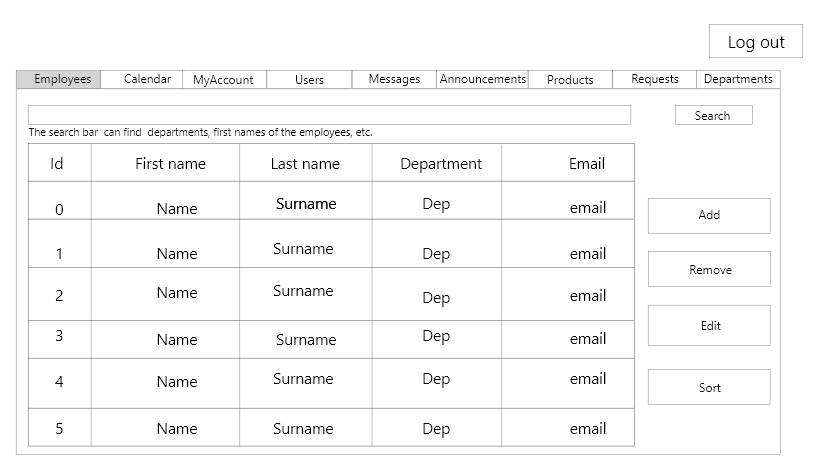 Log out
Employees Calendar MyAccount Users Messages Announcements Products Requests Departments
Search
The search bar can find departments, first names of the employees, etc.
Id First name Last name Department Email
0 Name Surname Dep email
Add
1 Name Surname Dep email
Remove
2 Name Surname Dep email
Edit
3 Name Surname Dep email
4 Name Surname Dep email
Sort
5 Name Surname Dep email